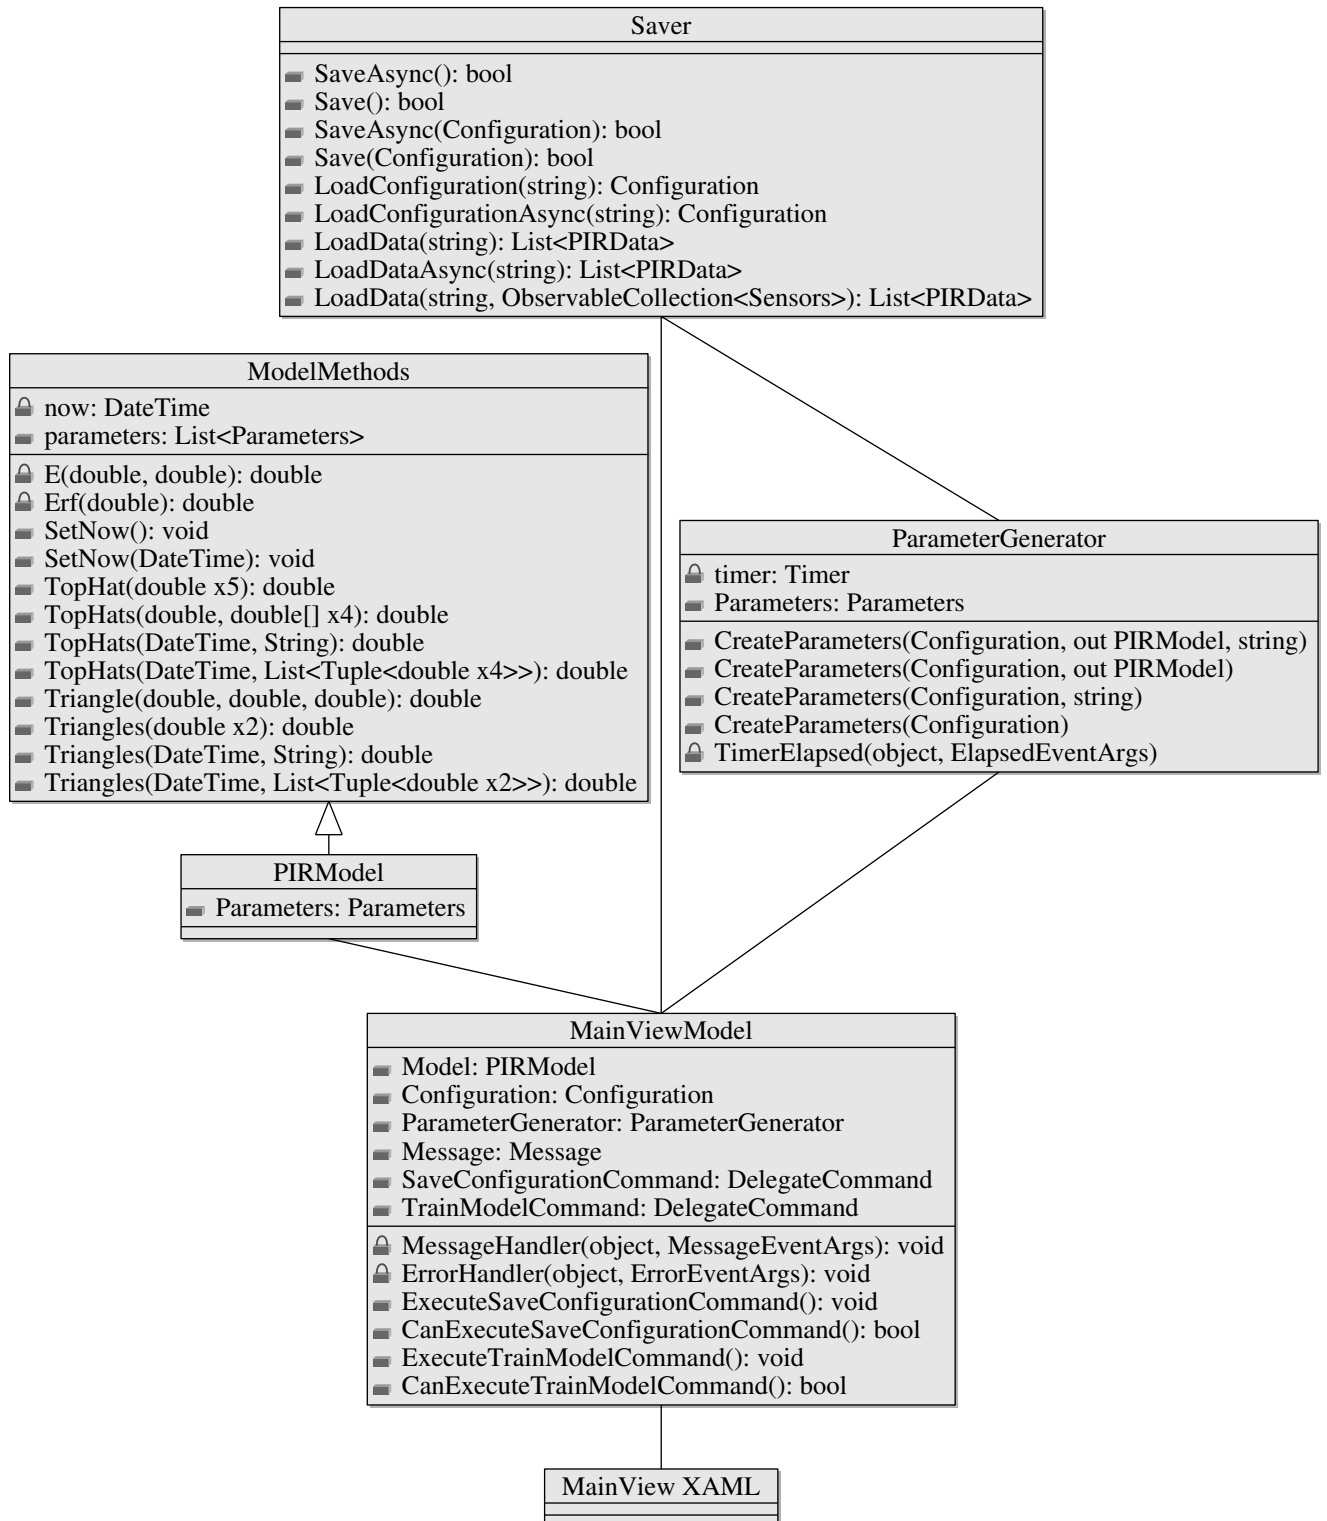 Saver
SaveAsync(): bool
Save(): bool
SaveAsync(Configuration): bool
Save(Configuration): bool
LoadConfiguration(string): Configuration
LoadConfigurationAsync(string): Configuration
LoadData(string): List<PIRData>
LoadDataAsync(string): List<PIRData>
LoadData(string, ObservableCollection<Sensors>): List<PIRData>
ModelMethods
now: DateTime
parameters: List<Parameters>
E(double, double): double
Erf(double): double
SetNow(): void
SetNow(DateTime): void
TopHat(double x5): double
TopHats(double, double[] x4): double
TopHats(DateTime, String): double
TopHats(DateTime, List<Tuple<double x4>>): double
Triangle(double, double, double): double
Triangles(double x2): double
Triangles(DateTime, String): double
Triangles(DateTime, List<Tuple<double x2>>): double
ParameterGenerator
timer: Timer
Parameters: Parameters
CreateParameters(Configuration, out PIRModel, string)
CreateParameters(Configuration, out PIRModel)
CreateParameters(Configuration, string)
CreateParameters(Configuration)
TimerElapsed(object, ElapsedEventArgs)
PIRModel
Parameters: Parameters
MainViewModel
Model: PIRModel
Configuration: Configuration
ParameterGenerator: ParameterGenerator
Message: Message
SaveConfigurationCommand: DelegateCommand
TrainModelCommand: DelegateCommand
MessageHandler(object, MessageEventArgs): void
ErrorHandler(object, ErrorEventArgs): void
ExecuteSaveConfigurationCommand(): void
CanExecuteSaveConfigurationCommand(): bool
ExecuteTrainModelCommand(): void
CanExecuteTrainModelCommand(): bool
MainView XAML